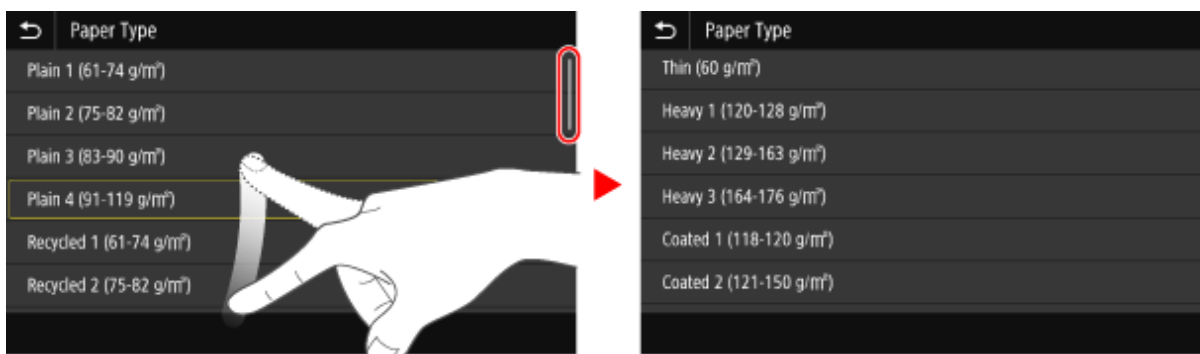 Paper Type
Plain 1 (61-74 g/m²)
Plain 2 (75-82 g/m²)
Plain 3 (83-90 g/m²)
Plain 4 (91-119 g/m²)
Recycled 1 (61-74 g/m²)
Recycled 2 (75-82 g/m²)
Paper Type
Thin (60 g/m²)
Heavy 1 (120-128 g/m²)
Heavy 2 (129-163 g/m²)
Heavy 3 (164-176 g/m²)
Coated 1 (118-120 g/m²)
Coated 2 (121-150 g/m²)